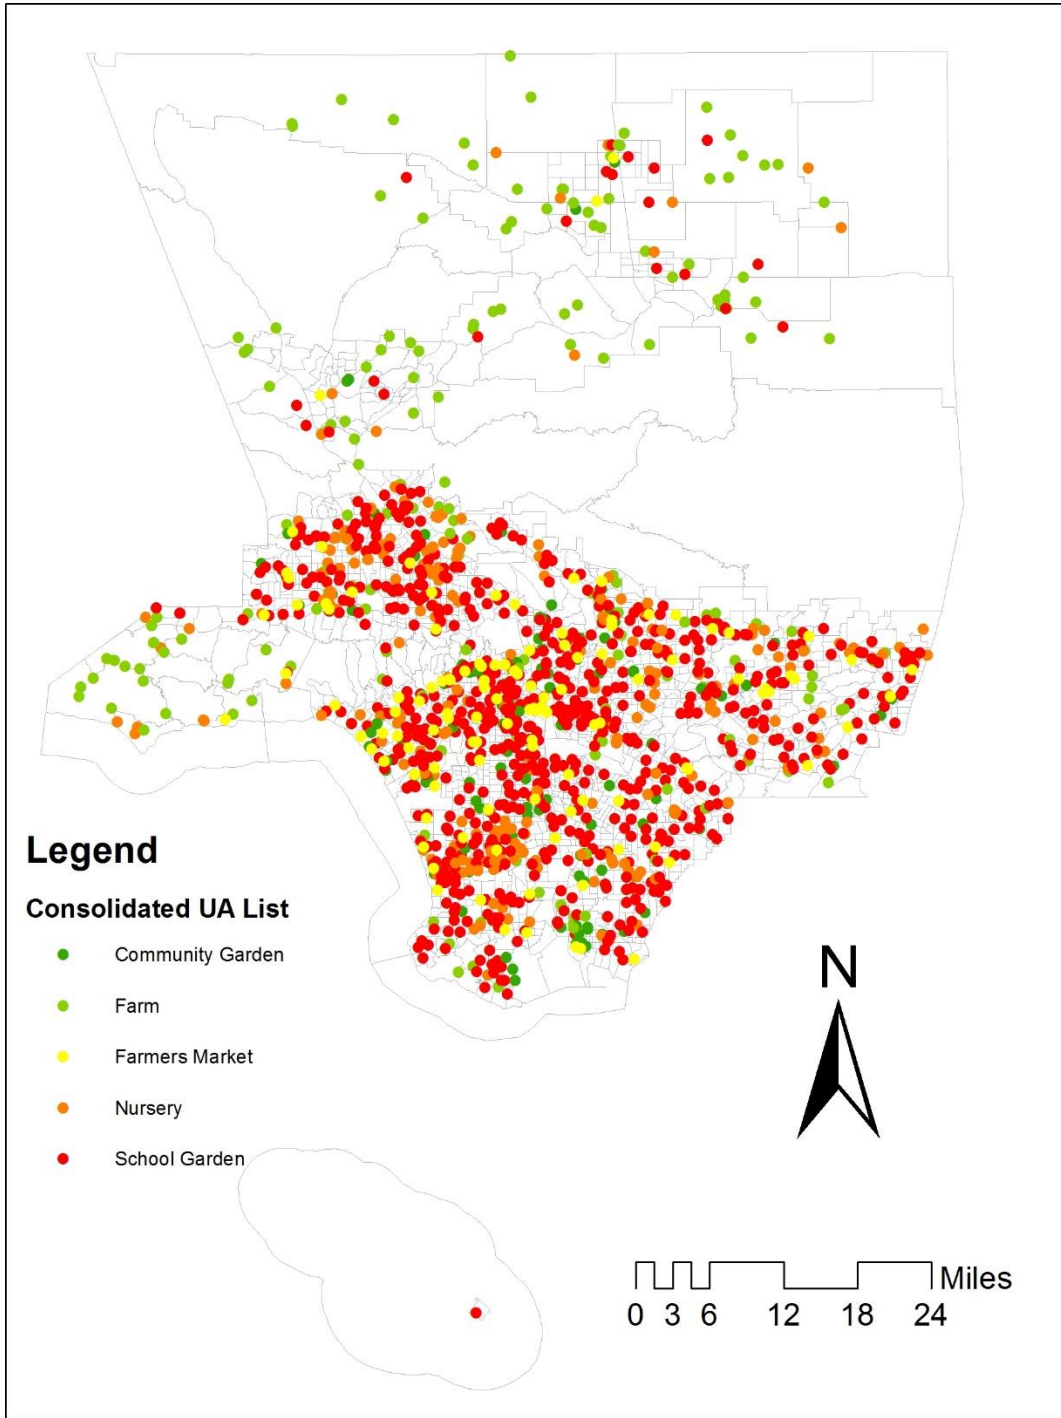 Legend
Consolidated UA List
Community Garden
Farm
Farmers Market
Nursery
School Garden
N
Miles
0 3 6 12 18 24